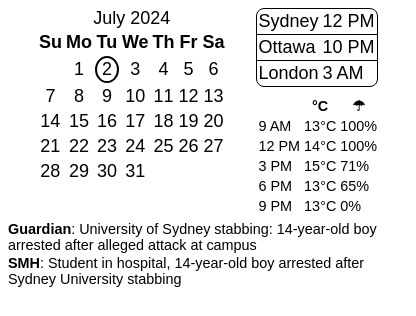 July 2024
Su Mo Tu We Th Fr Sa
1 2 3 4 5 6
7 8 9 10 11 12 13
14 15 16 17 18 19 20
21 22 23 24 25 26 27
28 29 30 31
Sydney 12 PM
Ottawa 10 PM
London 3 AM
°C ☂
9 AM 13°C 100%
12 PM 14°C 100%
3 PM 15°C 71%
6 PM 13°C 65%
9 PM 13°C 0%
Guardian: University of Sydney stabbing: 14-year-old boy
arrested after alleged attack at campus
SMH: Student in hospital, 14-year-old boy arrested after
Sydney University stabbing